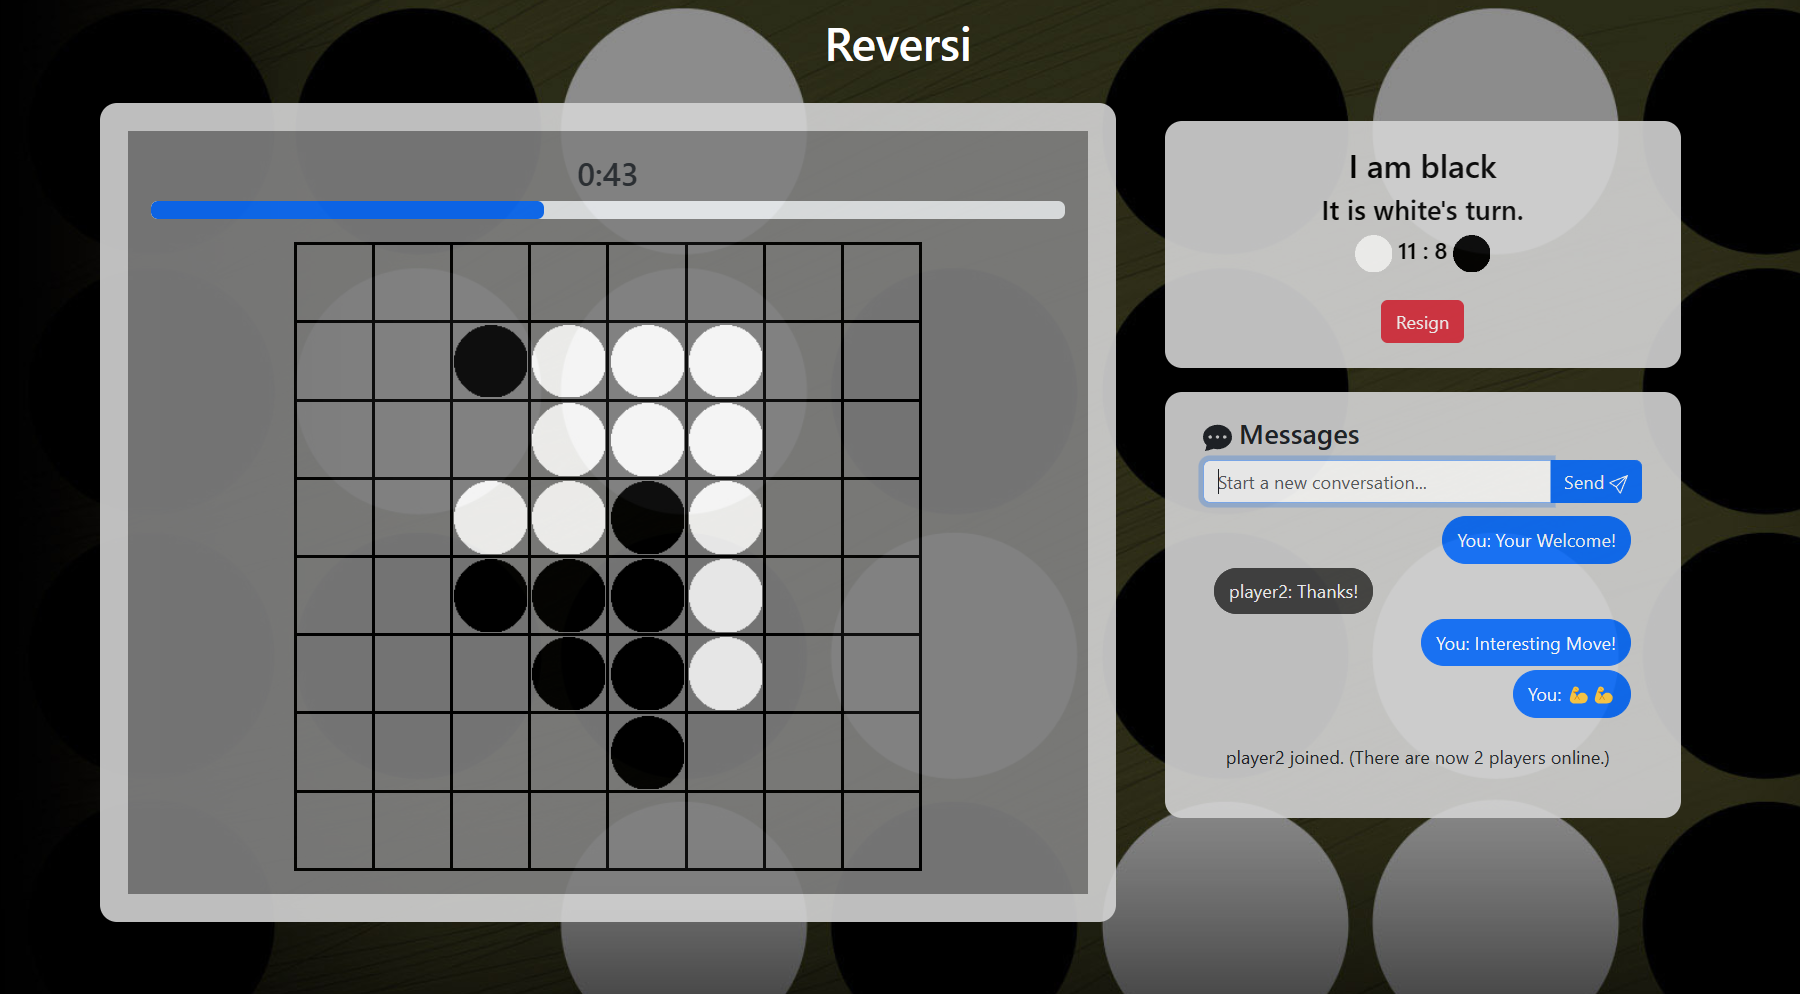 Reversi
0:43
I am black
It is white's turn.
11 : 8
Resign
Messages
Start a new conversation...
Send
You: Your Welcome!
player2: Thanks!
You: Interesting Move!
You: 💪💪
player2 joined. (There are now 2 players online.)